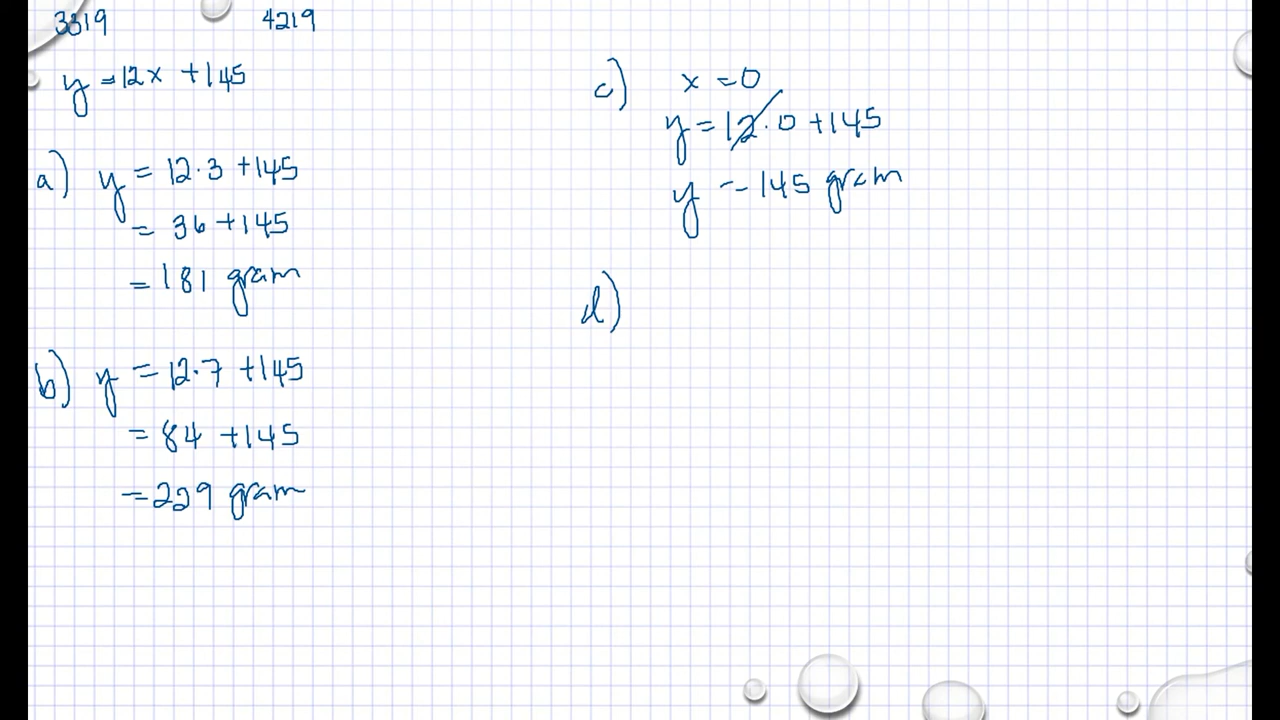 3319 4219
y = 12x + 145
a) y = 12·3 + 145
= 36 + 145
= 181 gram
b) y = 12·7 + 145
= 84 + 145
= 229 gram
c) x = 0
y = 12·0 + 145
y = 145 gram
d)